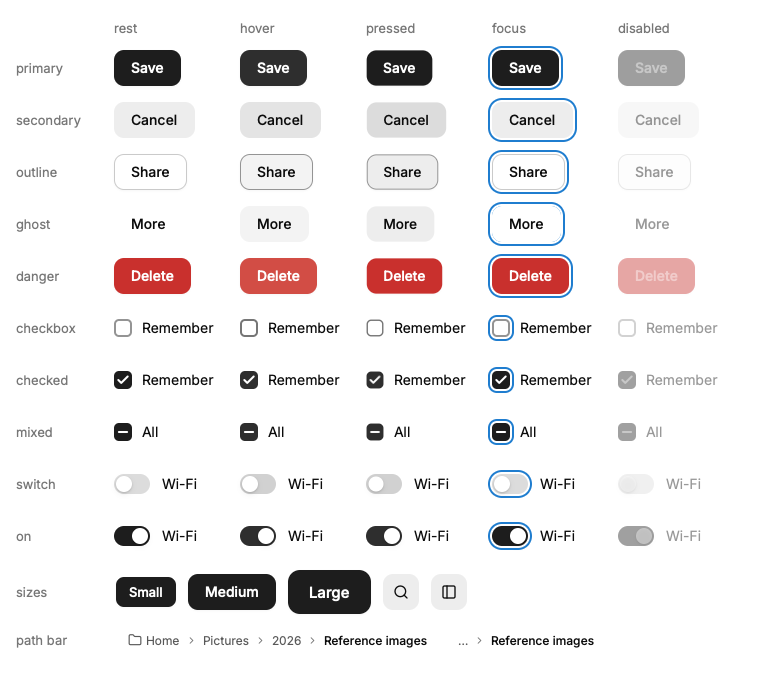 rest hover pressed focus disabled
primary Save Save Save Save Save
secondary Cancel Cancel Cancel Cancel Cancel
outline Share Share Share Share Share
ghost More More More More More
danger Delete Delete Delete Delete Delete
checkbox Remember Remember Remember Remember Remember
checked Remember Remember Remember Remember Remember
mixed All All All All All
switch Wi-Fi Wi-Fi Wi-Fi Wi-Fi Wi-Fi
on Wi-Fi Wi-Fi Wi-Fi Wi-Fi Wi-Fi
sizes Small Medium Large
path bar Home > Pictures > 2026 > Reference images ... > Reference images